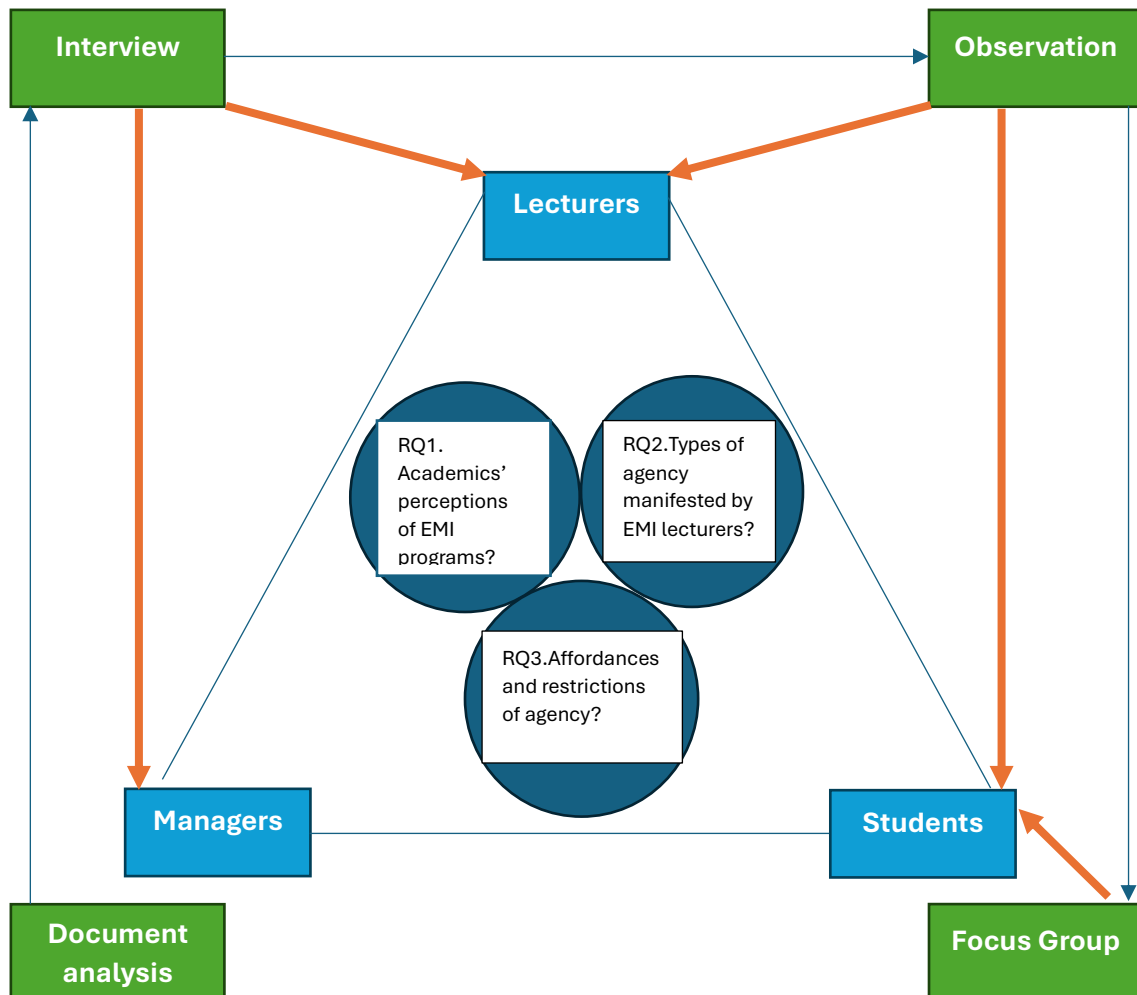 Interview
Observation
Lecturers
RQ1.
Academics’
perceptions
of EMI
programs?
RQ2.Types of
agency
manifested by
EMI lecturers?
RQ3.Affordances
and restrictions
of agency?
Managers
Students
Document
analysis
Focus Group